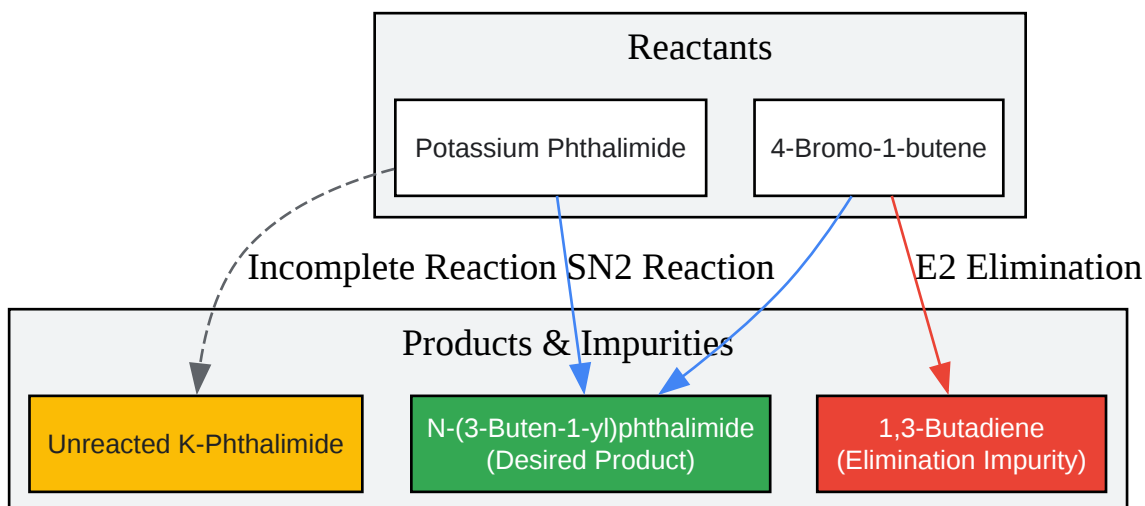 Reactants
Potassium Phthalimide
4-Bromo-1-butene
Incomplete Reaction
SN2 Reaction
E2 Elimination
Products & Impurities
Unreacted K-Phthalimide
N-(3-Buten-1-yl)phthalimide
(Desired Product)
1,3-Butadiene
(Elimination Impurity)